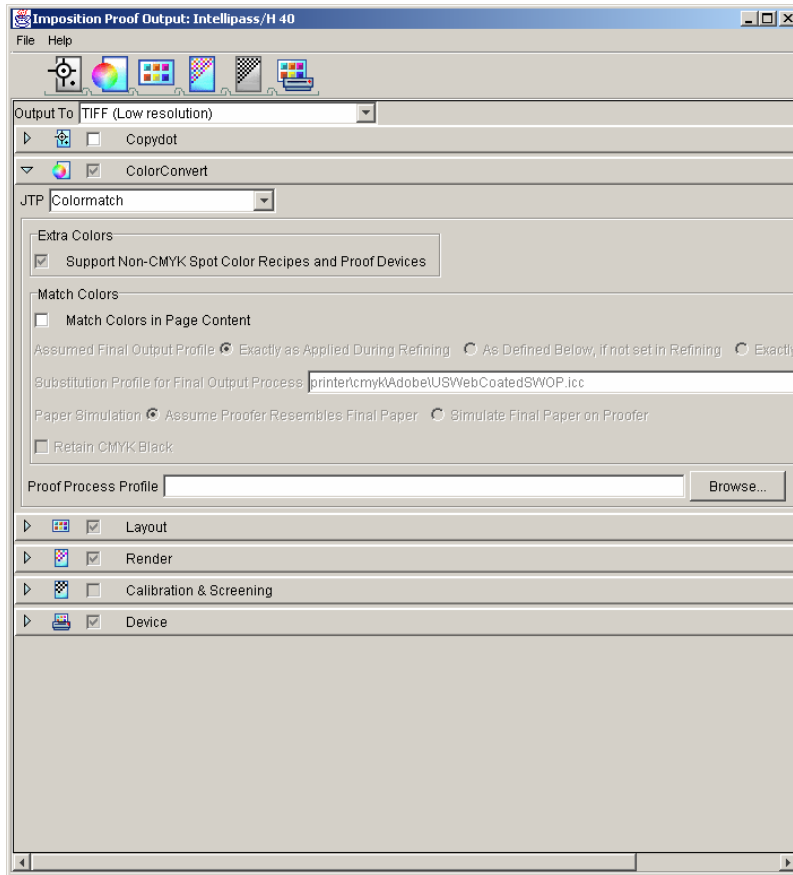 Imposition Proof Output: Intellipass/H 40
File Help
Output To TIFF (Low resolution)
Copydot
ColorConvert
JTP Colormatch
Extra Colors
Support Non-CMYK Spot Color Recipes and Proof Devices
Match Colors
Match Colors in Page Content
Assumed Final Output Profile Exactly as Applied During Refining As Defined Below, if not set in Refining Exactly
Substitution Profile for Final Output Process printer\cmyk\Adobe\USWebCoatedSWOP.icc
Paper Simulation Assume Proofer Resembles Final Paper Simulate Final Paper on Proofer
Retain CMYK Black
Proof Process Profile Browse...
Layout
Render
Calibration & Screening
Device